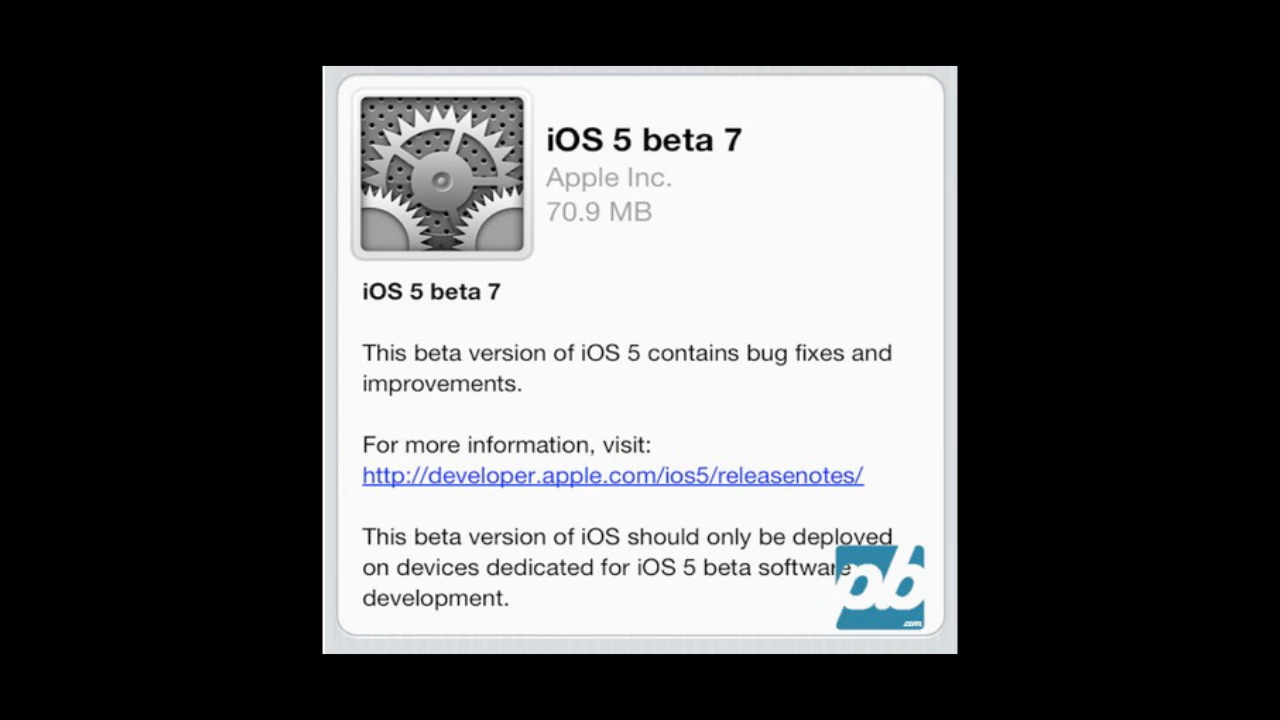 iOS 5 beta 7
Apple Inc.
70.9 MB
iOS 5 beta 7
This beta version of iOS 5 contains bug fixes and
improvements.
For more information, visit:
http://developer.apple.com/ios5/releasenotes/
This beta version of iOS should only be deployed
on devices dedicated for iOS 5 beta software
development.
pb
.com